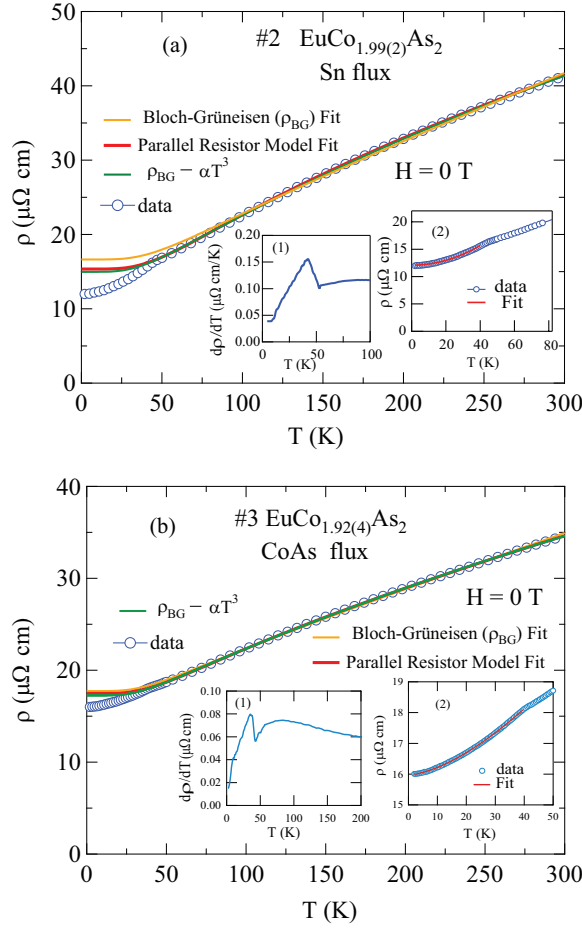 (a)
#2 EuCo1.99(2)As2
Sn flux
Bloch-Grüneisen (ρBG) Fit
Parallel Resistor Model Fit
ρBG − αT3
data
H = 0 T
ρ (μΩ cm)
50
40
30
20
10
0
(1)
dρ/dT (μΩ cm/K)
0.20
0.15
0.10
0.05
0.00
0 50 100
T (K)
(2)
ρ (μΩ cm)
20
15
10
5
0
data
Fit
0 20 40 60 80
T (K)
0 50 100 150 200 250 300
T (K)
(b)
#3 EuCo1.92(4)As2
CoAs flux
ρBG − αT3
data
H = 0 T
Bloch-Grüneisen (ρBG) Fit
Parallel Resistor Model Fit
ρ (μΩ cm)
40
30
20
10
0
(1)
dρ/dT (μΩ cm)
0.10
0.08
0.06
0.04
0.02
0.00
0 50 100 150 200
T (K)
(2)
ρ (μΩ cm)
19
18
17
16
15
data
Fit
0 10 20 30 40 50
T (K)
0 50 100 150 200 250 300
T (K)